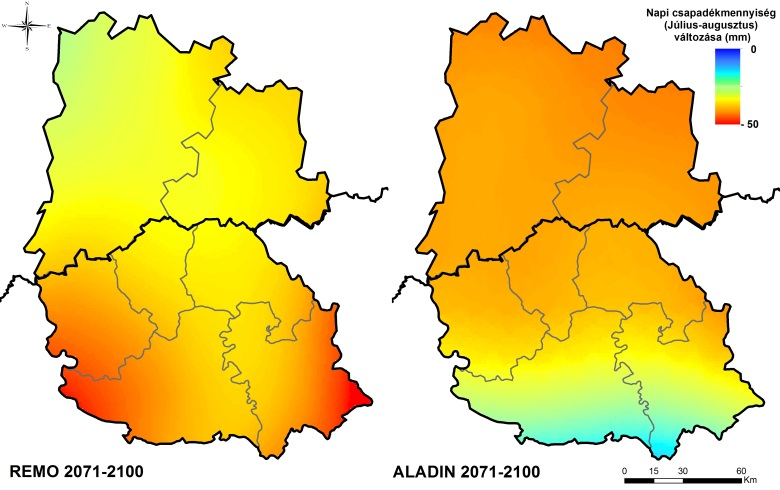 N
W E
S
Napi csapadékmennyiség
(Július-augusztus)
változása (mm)
0
- 50
REMO 2071-2100
ALADIN 2071-2100
0 15 30 60
Km